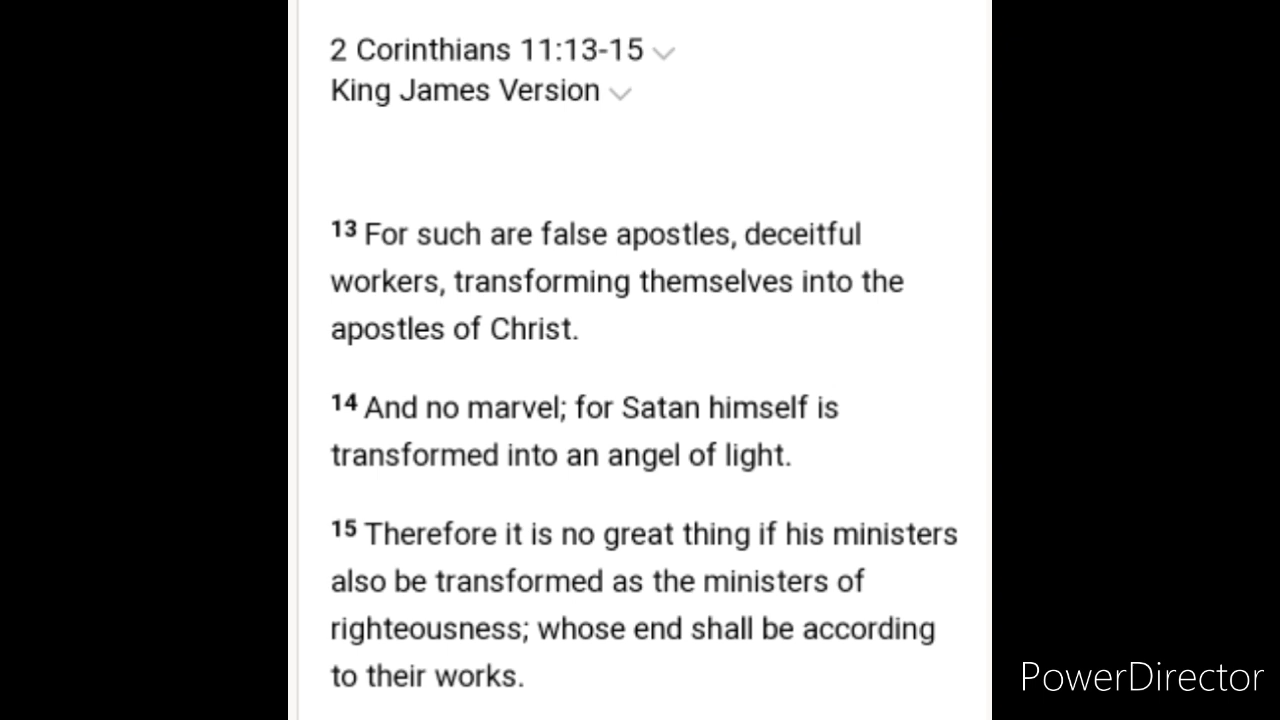 2 Corinthians 11:13-15
King James Version
13 For such are false apostles, deceitful
workers, transforming themselves into the
apostles of Christ.
14 And no marvel; for Satan himself is
transformed into an angel of light.
15 Therefore it is no great thing if his ministers
also be transformed as the ministers of
righteousness; whose end shall be according
to their works.
PowerDirector